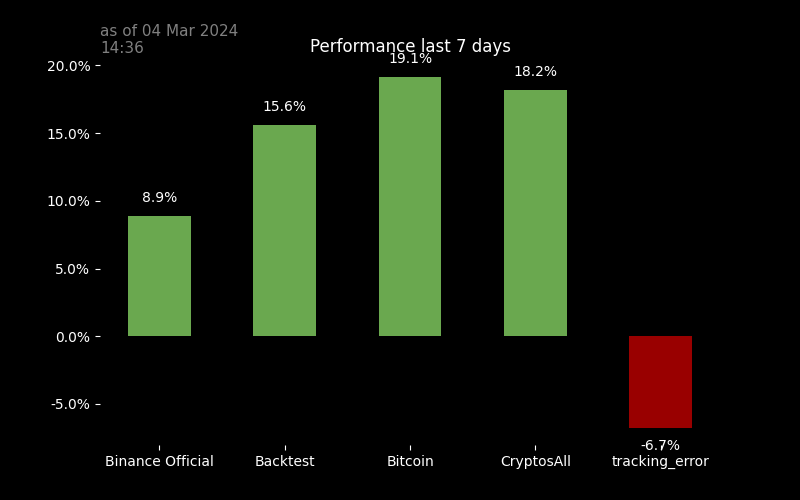 as of 04 Mar 2024
14:36
Performance last 7 days
20.0%
15.0%
10.0%
5.0%
0.0%
-5.0%
8.9%
15.6%
19.1%
18.2%
-6.7%
Binance Official
Backtest
Bitcoin
CryptosAll
tracking_error